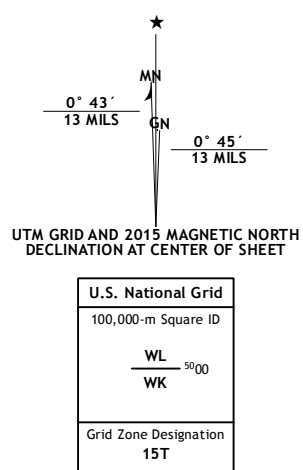 MN
0° 43´
13 MILS
GN
0° 45´
13 MILS
UTM GRID AND 2015 MAGNETIC NORTH
DECLINATION AT CENTER OF SHEET
U.S. National Grid
100,000-m Square ID
WL
5000
WK
Grid Zone Designation
15T